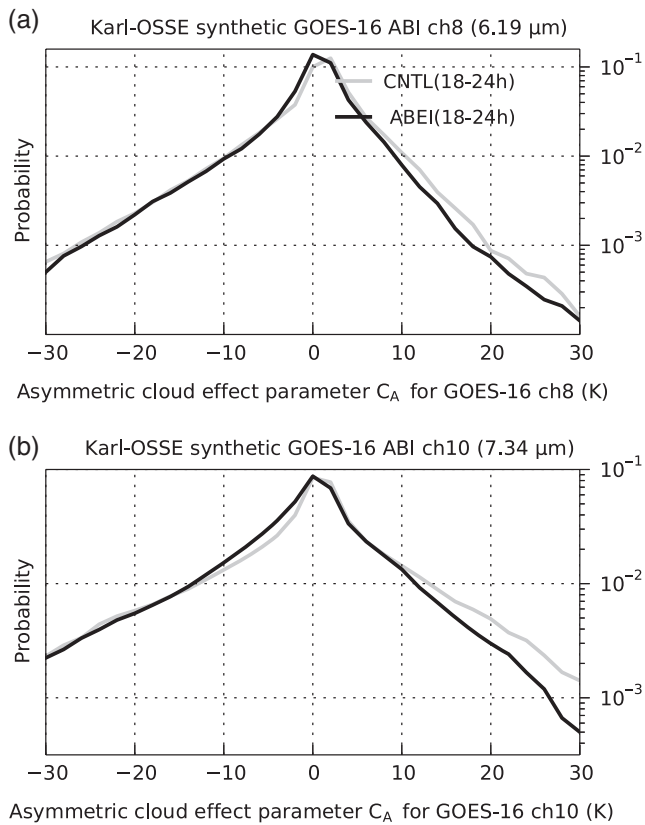 (a)
Karl-OSSE synthetic GOES-16 ABI ch8 (6.19 μm)
10⁻¹
CNTL(18-24h)
ABEI(18-24h)
10⁻²
Probability
10⁻³
−30 −20 −10 0 10 20 30
Asymmetric cloud effect parameter C_A for GOES-16 ch8 (K)
(b)
Karl-OSSE synthetic GOES-16 ABI ch10 (7.34 μm)
10⁻¹
10⁻²
Probability
10⁻³
−30 −20 −10 0 10 20 30
Asymmetric cloud effect parameter C_A for GOES-16 ch10 (K)